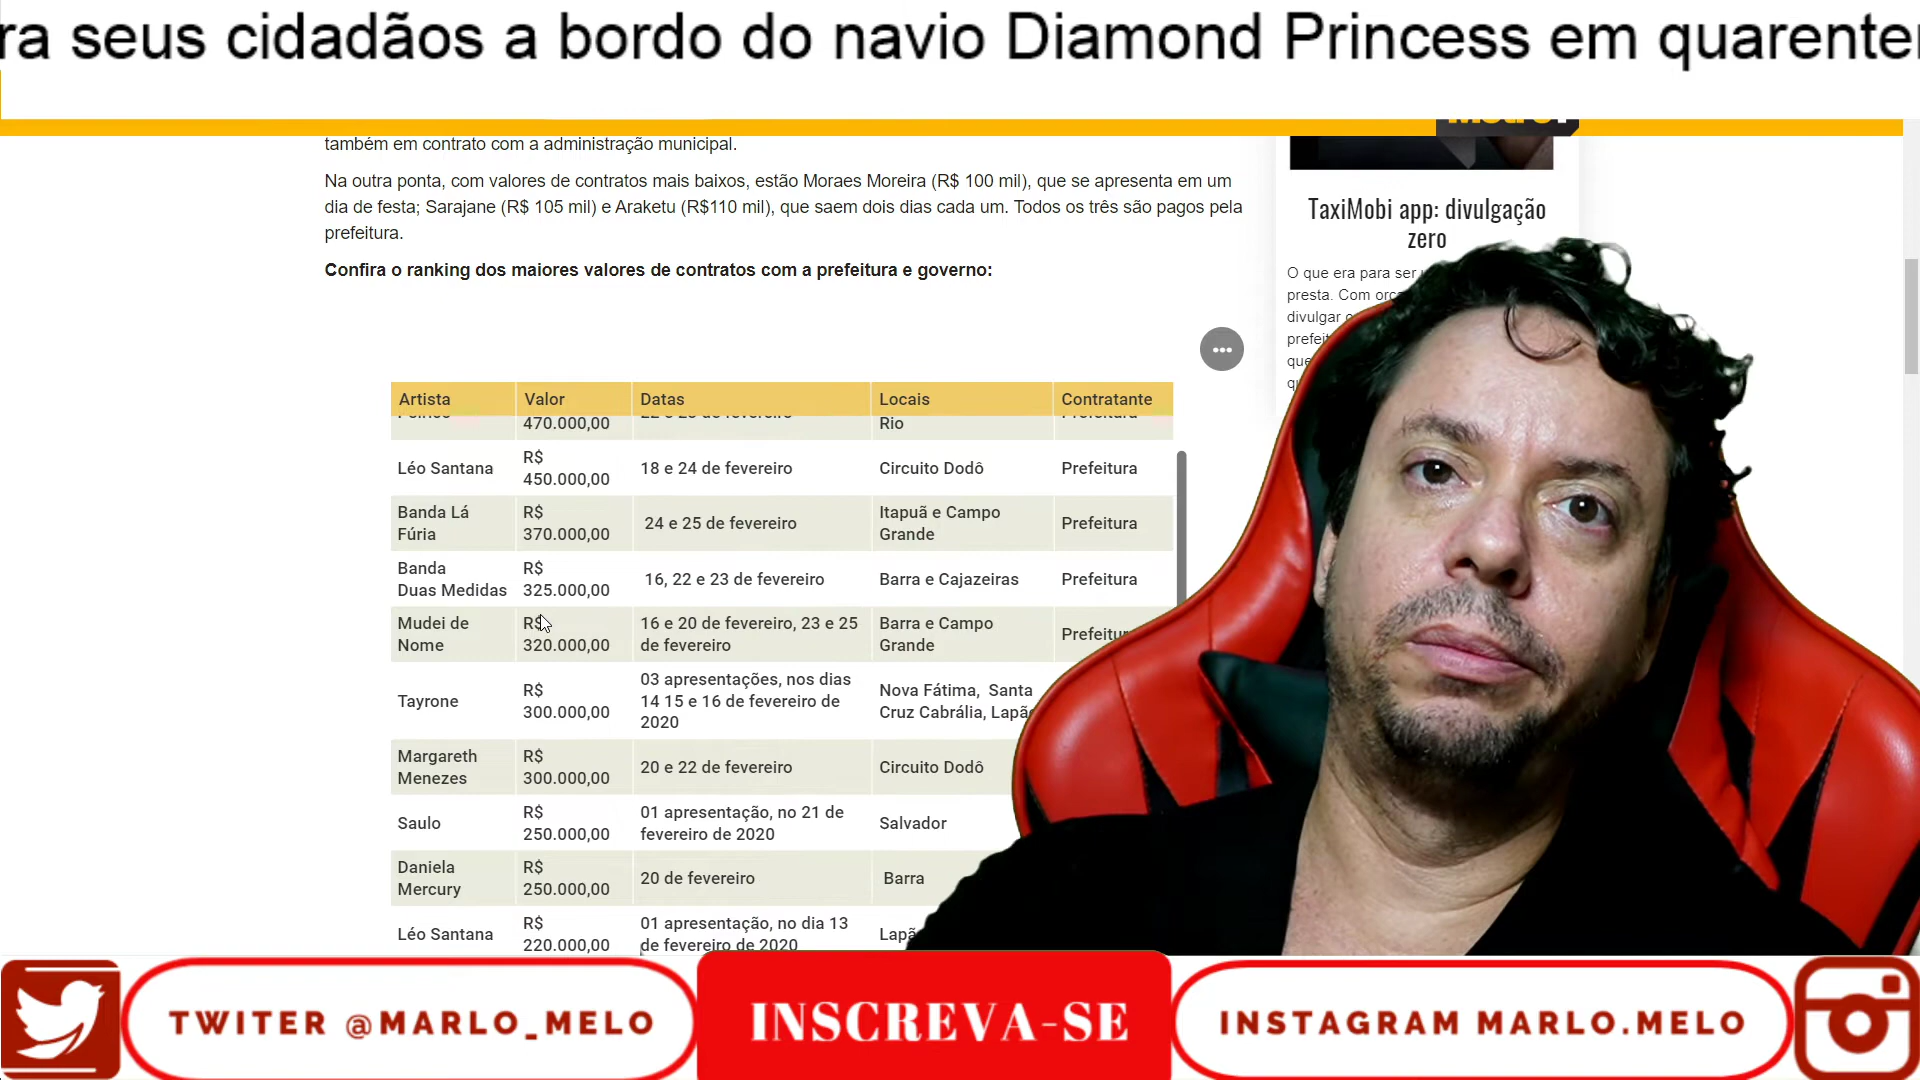 ra seus cidadãos a bordo do navio Diamond Princess em quarente
também em contrato com a administração municipal.
Na outra ponta, com valores de contratos mais baixos, estão Moraes Moreira (R$ 100 mil), que se apresenta em um
dia de festa; Sarajane (R$ 105 mil) e Araketu (R$110 mil), que saem dois dias cada um. Todos os três são pagos pela
prefeitura.
Confira o ranking dos maiores valores de contratos com a prefeitura e governo:
TaxiMobi app: divulgação
zero
O que era para ser
presta. Com
divulgar
Artista Valor Datas Locais Contratante
470.000,00 Rio
Léo Santana R$ 450.000,00 18 e 24 de fevereiro Circuito Dodô Prefeitura
Banda Lá Fúria R$ 370.000,00 24 e 25 de fevereiro Itapuã e Campo Grande Prefeitura
Banda Duas Medidas R$ 325.000,00 16, 22 e 23 de fevereiro Barra e Cajazeiras Prefeitura
Mudei de Nome R$ 320.000,00 16 e 20 de fevereiro, 23 e 25 de fevereiro Barra e Campo Grande Prefeitu
Tayrone R$ 300.000,00 03 apresentações, nos dias 14 15 e 16 de fevereiro de 2020 Nova Fátima, Santa Cruz Cabrália, Lapão
Margareth Menezes R$ 300.000,00 20 e 22 de fevereiro Circuito Dodô
Saulo R$ 250.000,00 01 apresentação, no 21 de fevereiro de 2020 Salvador
Daniela Mercury R$ 250.000,00 20 de fevereiro Barra
Léo Santana R$ 220.000,00 01 apresentação, no dia 13 de fevereiro de 2020 Lapã
TWITER @MARLO_MELO
INSCREVA-SE
INSTAGRAM MARLO.MELO